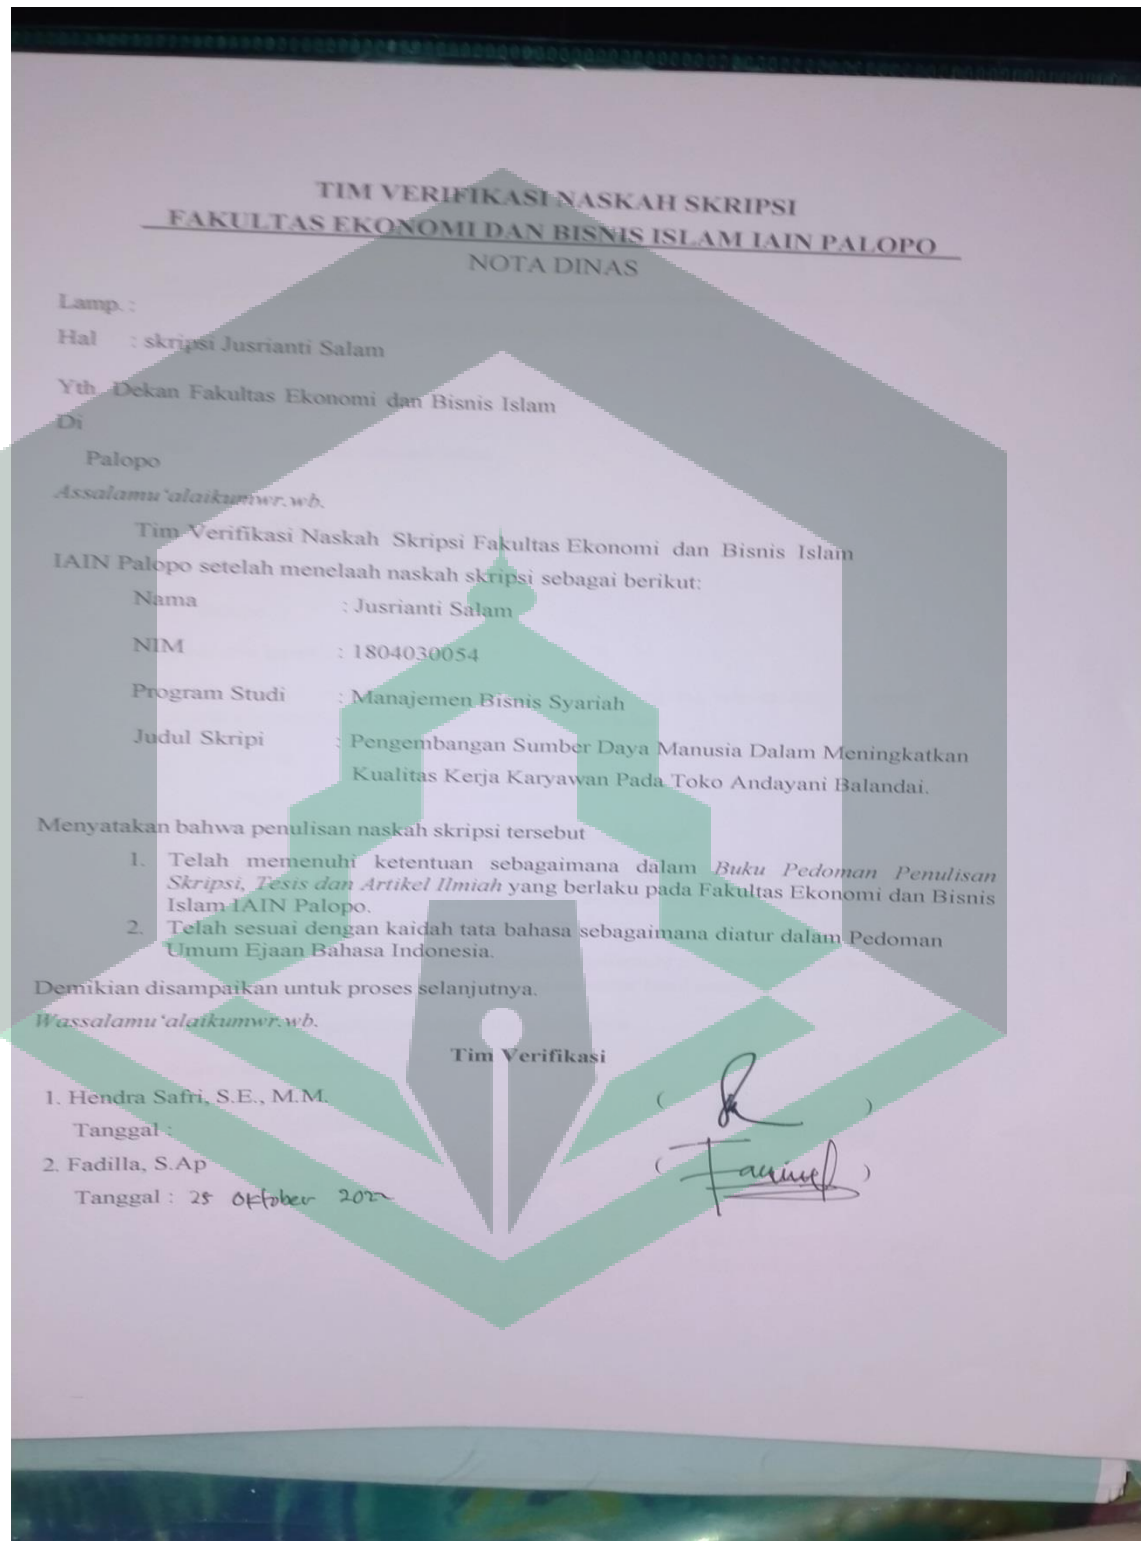 TIM VERIFIKASI NASKAH SKRIPSI
FAKULTAS EKONOMI DAN BISNIS ISLAM IAIN PALOPO
NOTA DINAS
Lamp. :
Hal : skripsi Jusrianti Salam
Yth Dekan Fakultas Ekonomi dan Bisnis Islam
Di
Palopo
Assalamu‘alaikumwr.wb.
Tim Verifikasi Naskah Skripsi Fakultas Ekonomi dan Bisnis Islam
IAIN Palopo setelah menelaah naskah skripsi sebagai berikut:
Nama : Jusrianti Salam
NIM : 1804030054
Program Studi : Manajemen Bisnis Syariah
Judul Skripi : Pengembangan Sumber Daya Manusia Dalam Meningkatkan
Kualitas Kerja Karyawan Pada Toko Andayani Balandai.
Menyatakan bahwa penulisan naskah skripsi tersebut
1. Telah memenuhi ketentuan sebagaimana dalam Buku Pedoman Penulisan
Skripsi, Tesis dan Artikel Ilmiah yang berlaku pada Fakultas Ekonomi dan Bisnis
Islam IAIN Palopo.
2. Telah sesuai dengan kaidah tata bahasa sebagaimana diatur dalam Pedoman
Umum Ejaan Bahasa Indonesia.
Demikian disampaikan untuk proses selanjutnya.
Wassalamu‘alaikumwr.wb.
Tim Verifikasi
1. Hendra Safri, S.E., M.M. ( )
Tanggal :
2. Fadilla, S.Ap ( )
Tanggal : 25 Oktober 2022